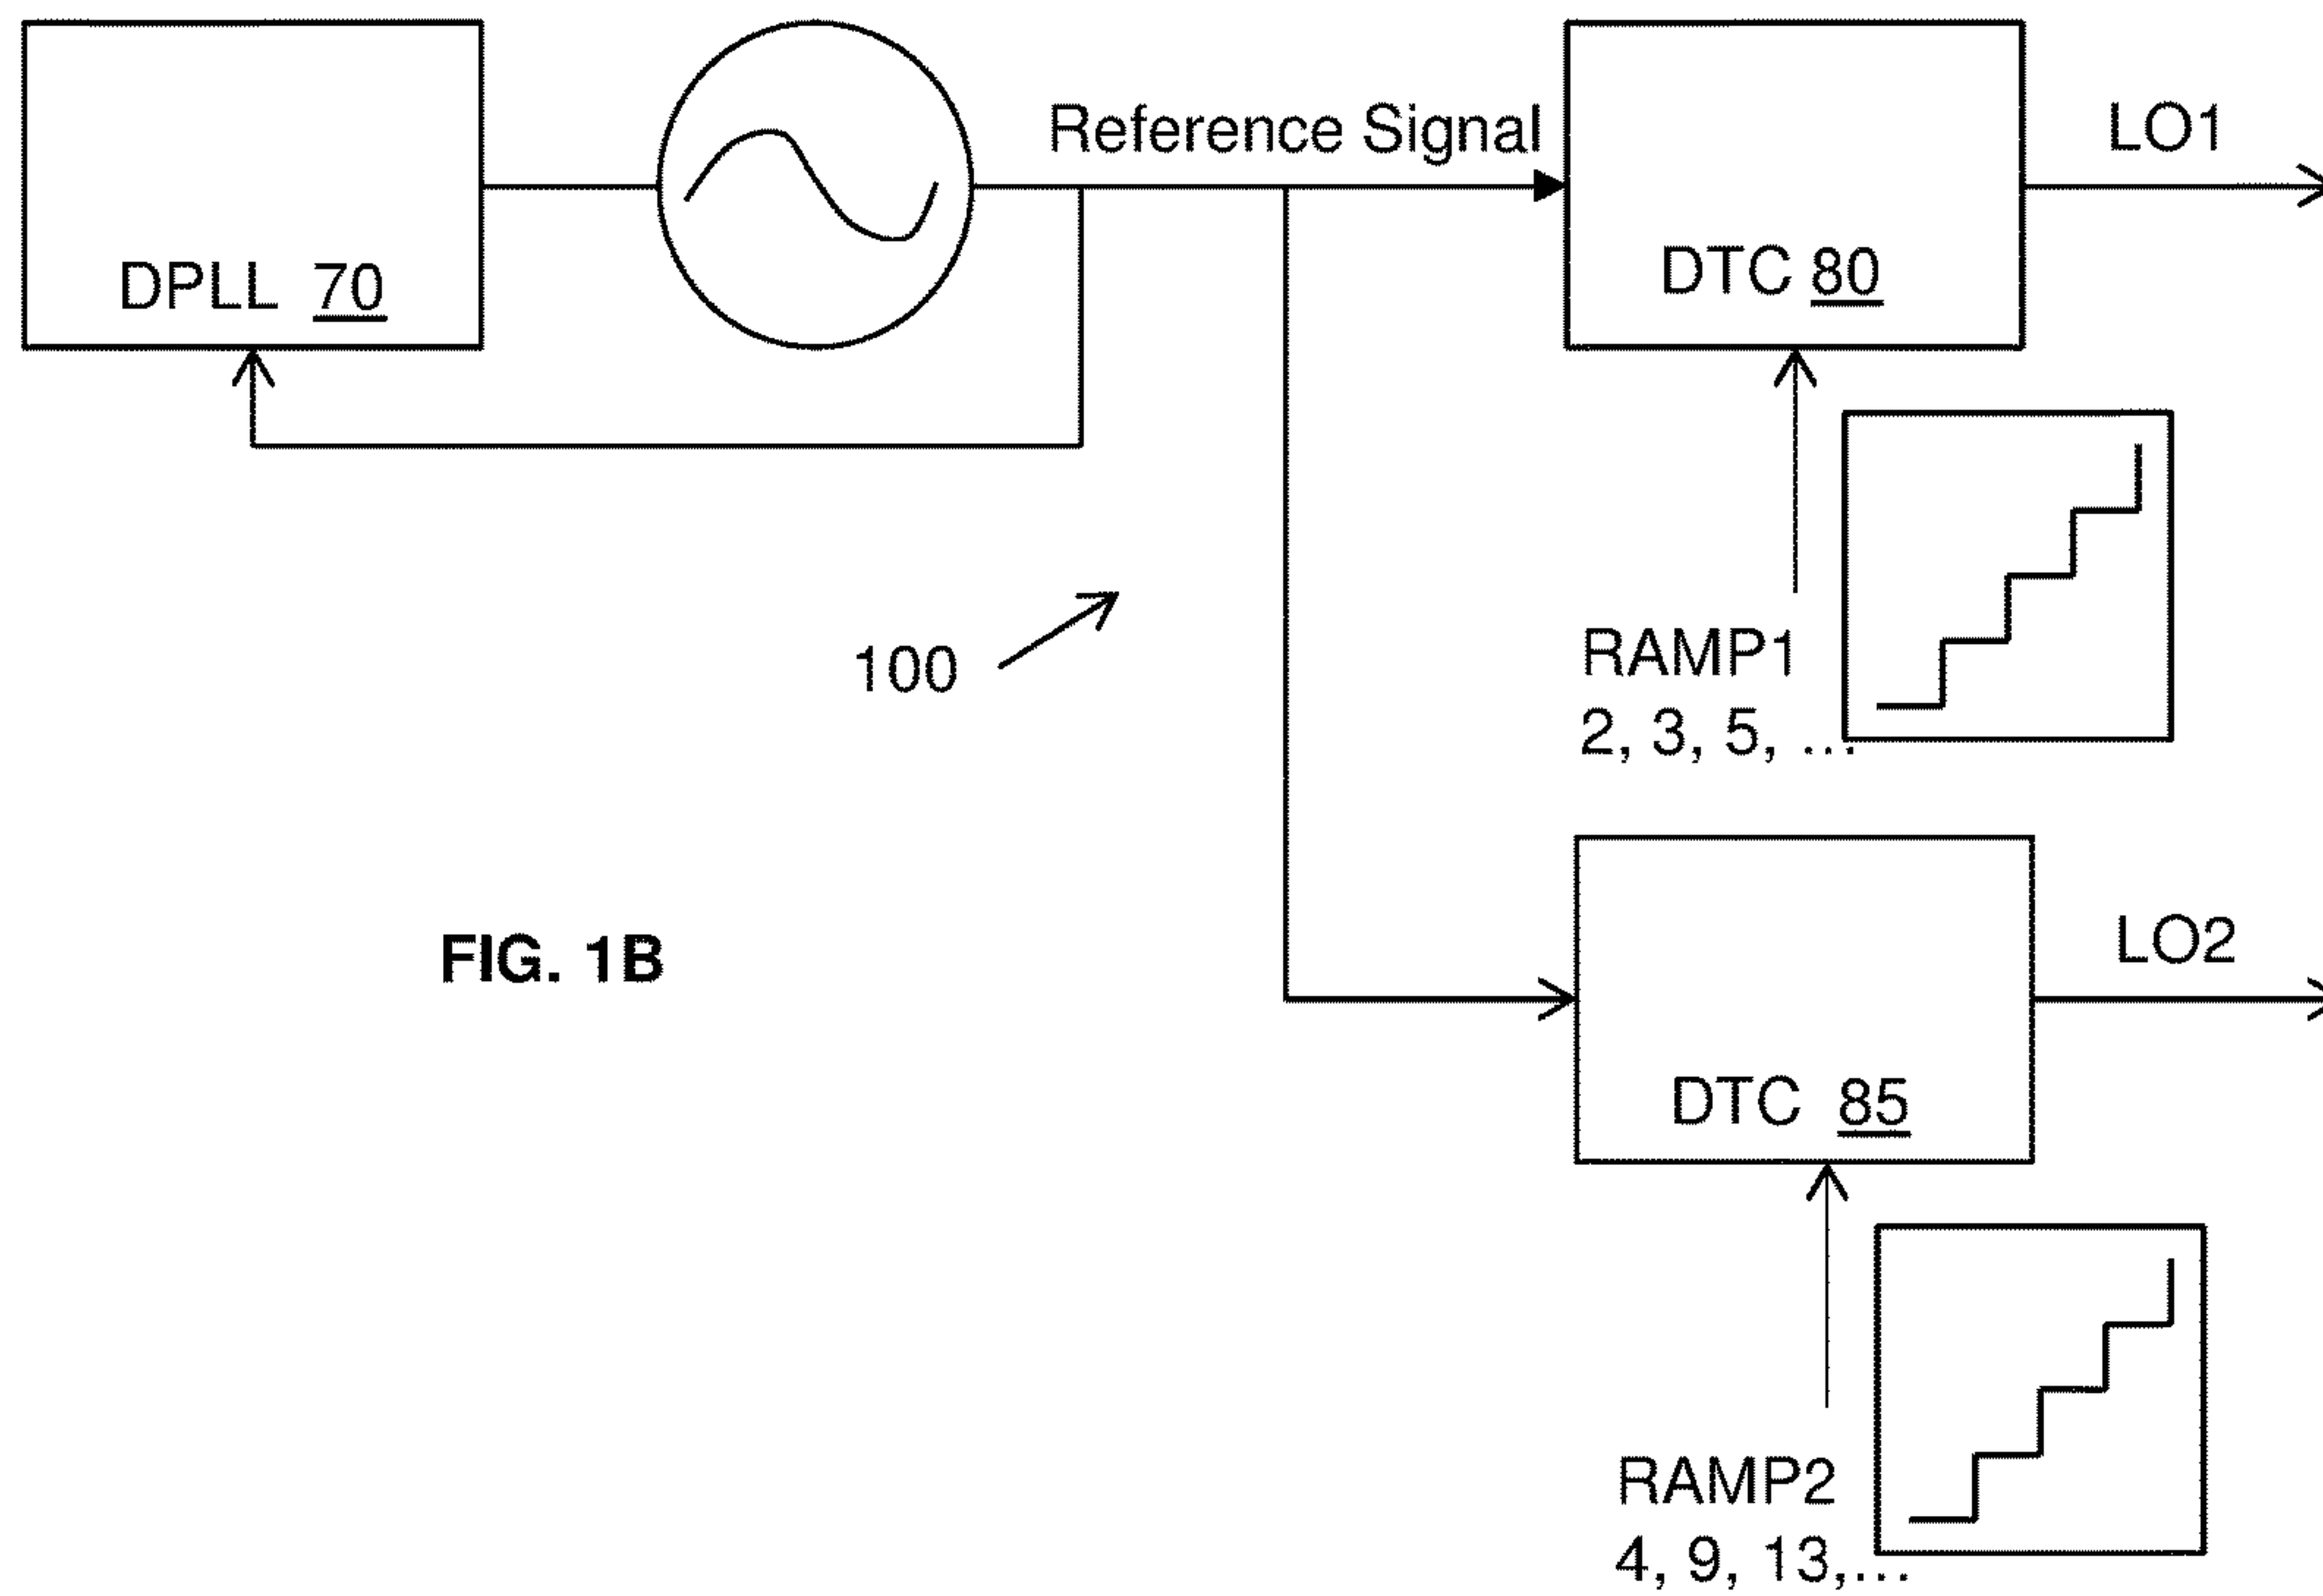 Reference Signal
LO1
DPLL 70
DTC 80
100
RAMP1
2, 3, 5, ...
FIG. 1B
LO2
DTC 85
RAMP2
4, 9, 13,...